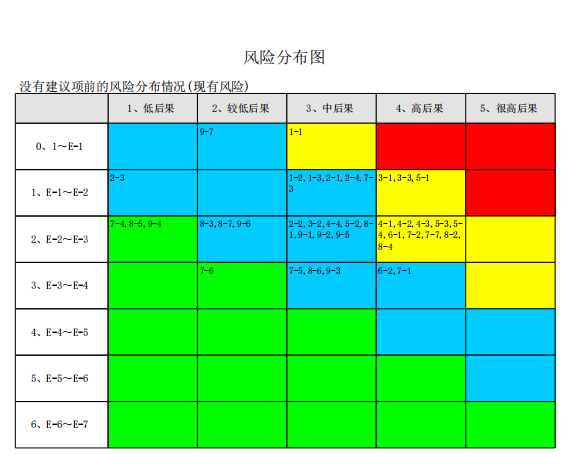 风险分布图
没有建议项前的风险分布情况(现有风险)
1、低后果 2、较低后果 3、中后果 4、高后果 5、很高后果
0、1～E-1 9-7 1-1
1、E-1～E-2 2-3 1-2,1-3,2-1,2-4,7- 3-1,3-3,5-1
3
2、E-2～E-3 7-4,8-5,9-4 8-3,8-7,9-6 2-2,3-2,4-4,5-2,8- 4-1,4-2,4-3,5-3,5-
1,9-1,9-2,9-5 4,6-1,7-2,7-7,8-2,
8-4
3、E-3～E-4 7-6 7-5,8-6,9-3 6-2,7-1
4、E-4～E-5
5、E-5～E-6
6、E-6～E-7